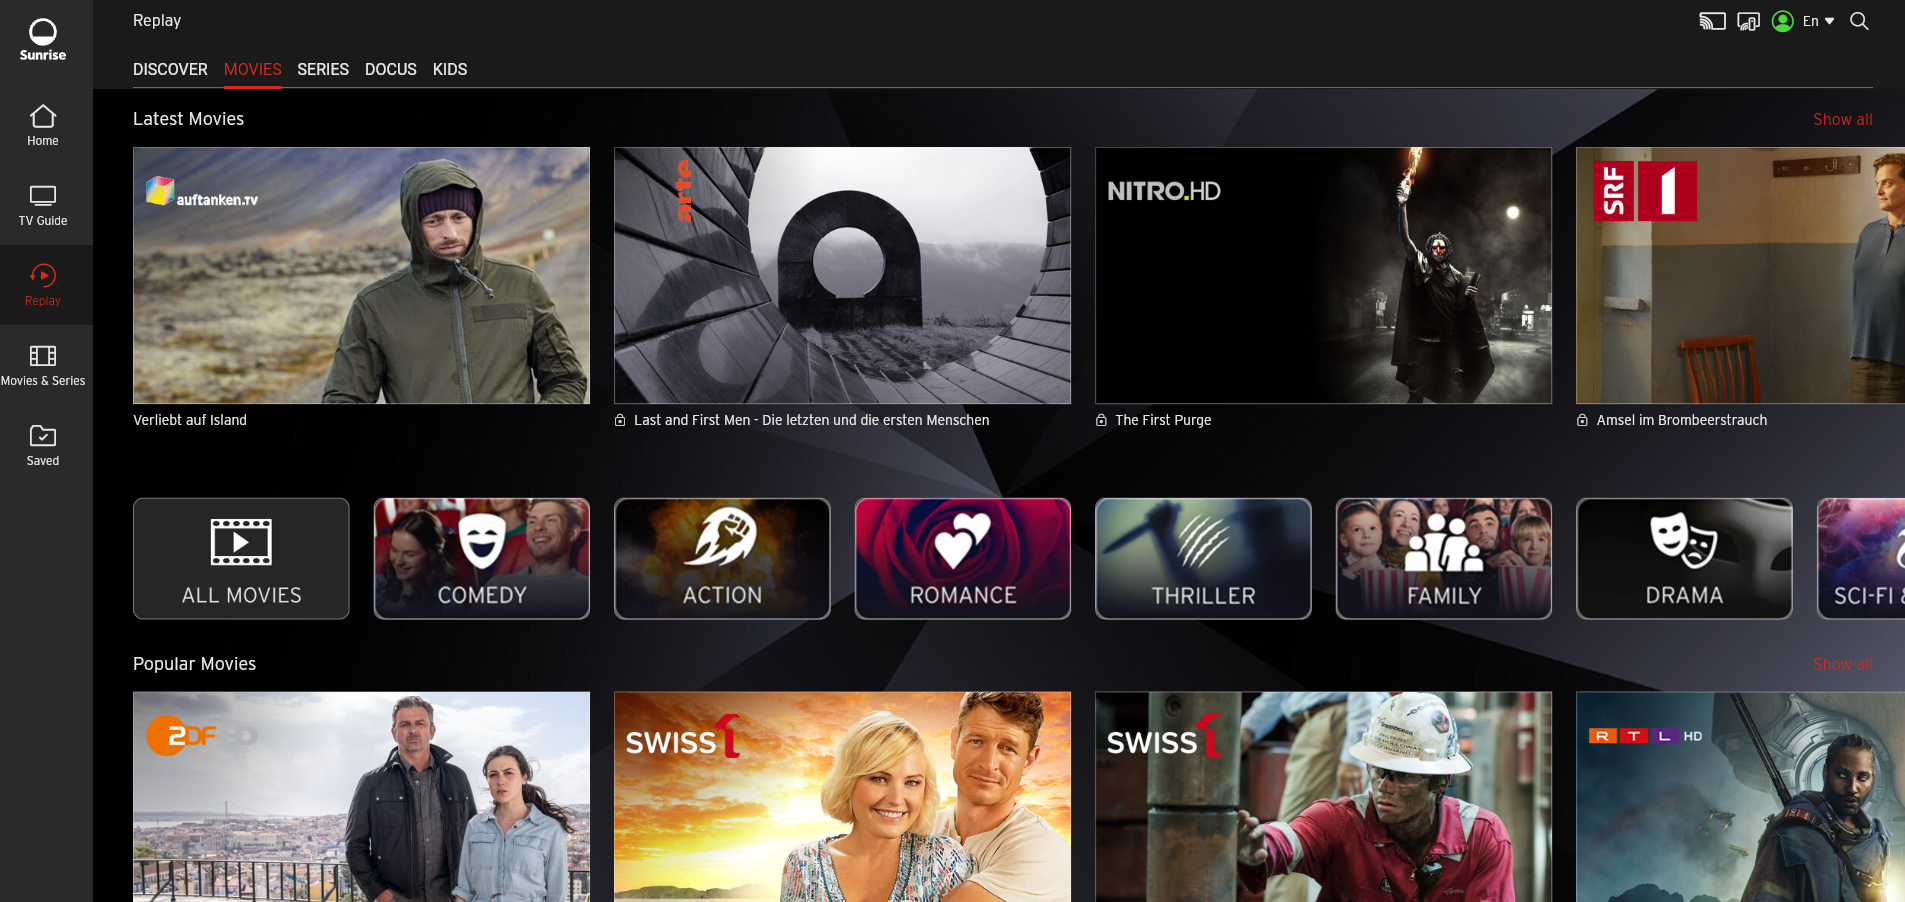 Sunrise
Replay
En
DISCOVER MOVIES SERIES DOCUS KIDS
Home
TV Guide
Replay
Movies & Series
Saved
Latest Movies
Show all
auftanken.TV
arte
NITRO.HD
SRF 1
Verliebt auf Island
Last and First Men - Die letzten und die ersten Menschen
The First Purge
Amsel im Brombeerstrauch
ALL MOVIES
COMEDY
ACTION
ROMANCE
THRILLER
FAMILY
DRAMA
SCI-FI &
Popular Movies
Show all
ZDF HD
SWISS 1
SWISS 1
RTL HD